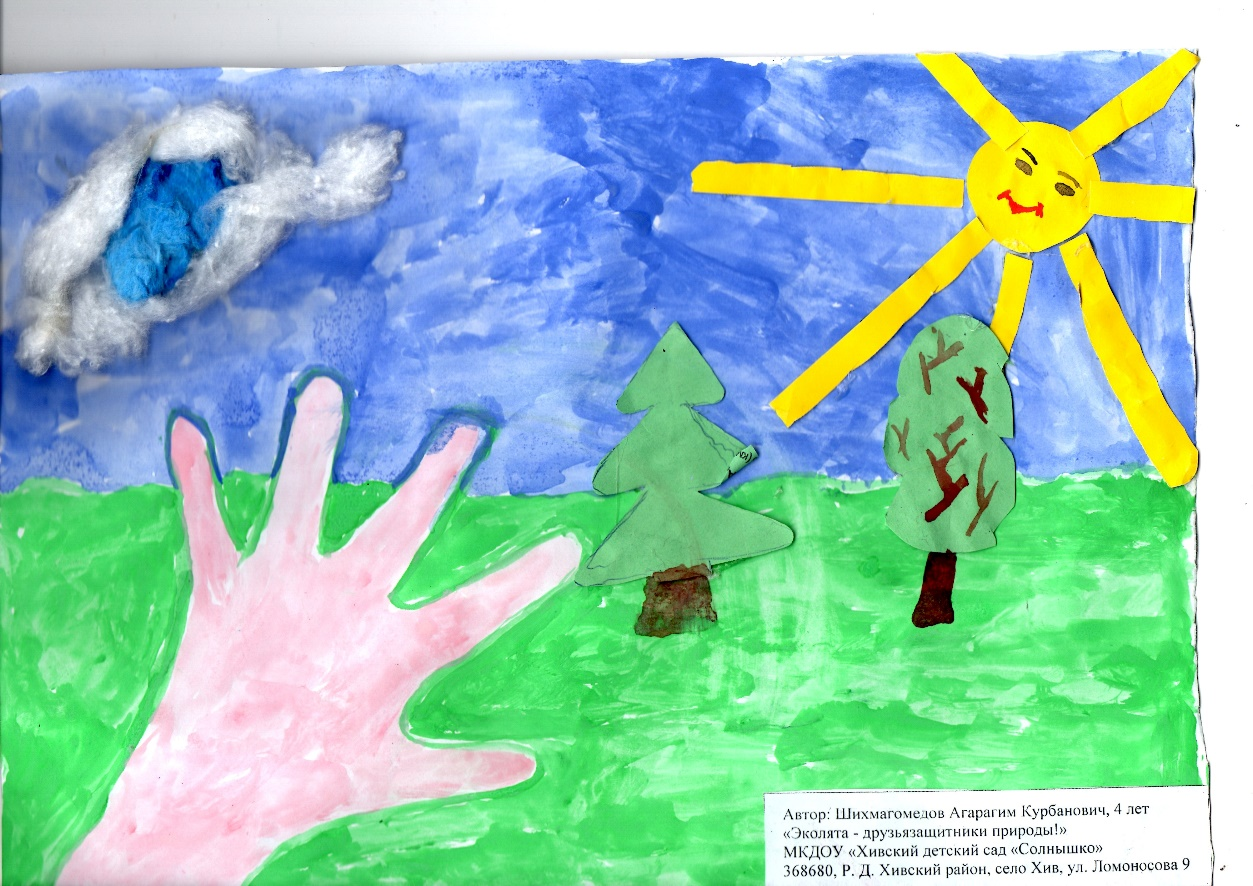 Автор: Шихмагомедов Агарагим Курбанович, 4 лет
«Эколята - друзьязащитники природы!»
МКДОУ «Хивский детский сад «Солнышко»
368680, Р. Д. Хивский район, село Хив, ул. Ломоносова 9